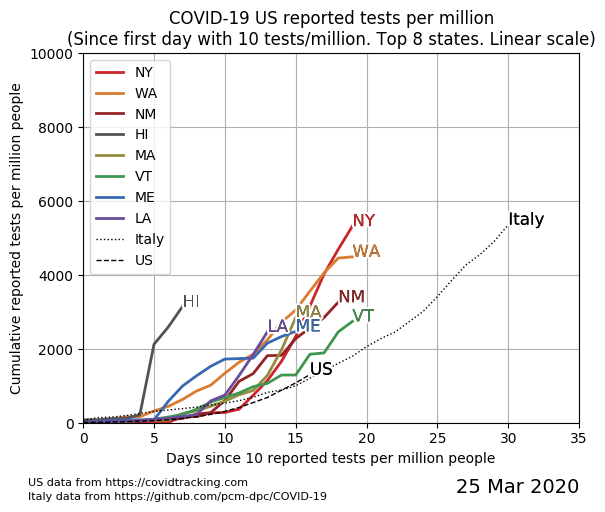 COVID-19 US reported tests per million
(Since first day with 10 tests/million. Top 8 states. Linear scale)
Cumulative reported tests per million people
10000
8000
6000
4000
2000
0
NY
WA
NM
HI
MA
VT
ME
LA
Italy
US
NY
Italy
WA
HI
NM
MA
VT
LA
ME
US
0 5 10 15 20 25 30 35
Days since 10 reported tests per million people
US data from https://covidtracking.com
Italy data from https://github.com/pcm-dpc/COVID-19
25 Mar 2020